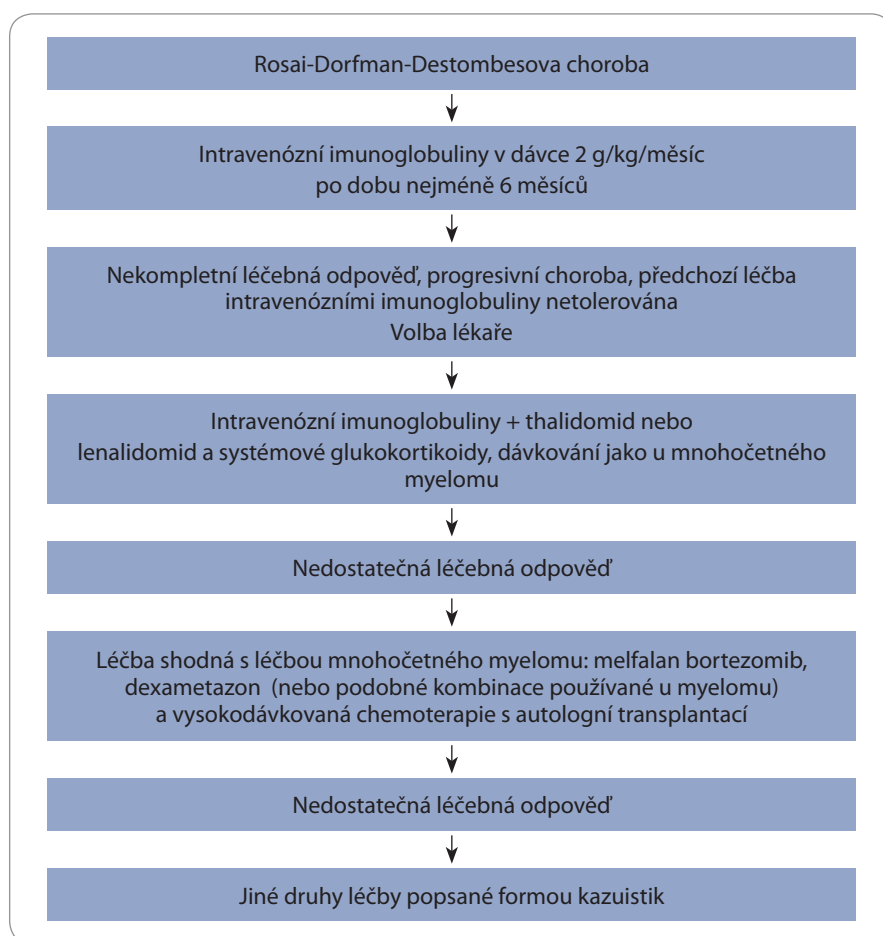 Rosai-Dorfman-Destombesova choroba
Intravenózní imunoglobuliny v dávce 2 g/kg/měsíc
po dobu nejméně 6 měsíců
Nekompletní léčebná odpověď, progresivní choroba, předchozí léčba
intravenózními imunoglobuliny netolerována
Volba lékaře
Intravenózní imunoglobuliny + thalidomid nebo
lenalidomid a systémové glukokortikoidy, dávkování jako u mnohočetného
myelomu
Nedostatečná léčebná odpověď
Léčba shodná s léčbou mnohočetného myelomu: melfalan bortezomib,
dexametazon (nebo podobné kombinace používané u myelomu)
a vysokodávkovaná chemoterapie s autologní transplantací
Nedostatečná léčebná odpověď
Jiné druhy léčby popsané formou kazuistik